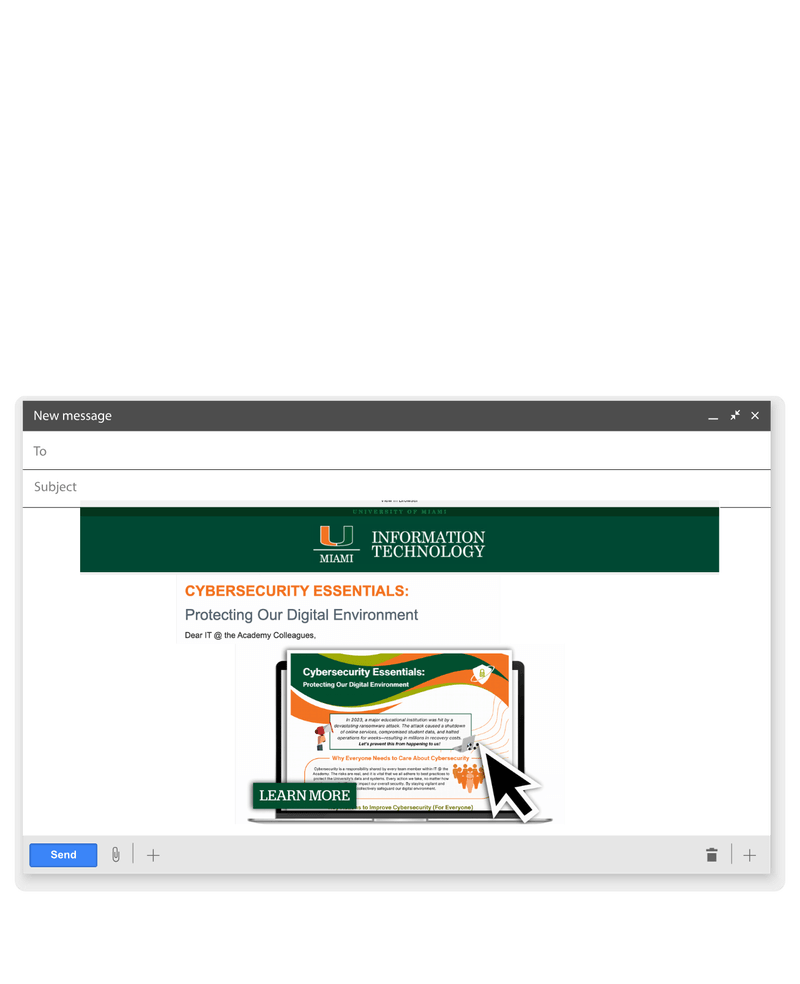 New message
To
Subject
UNIVERSITY OF MIAMI
U
MIAMI
INFORMATION
TECHNOLOGY
CYBERSECURITY ESSENTIALS:
Protecting Our Digital Environment
Dear IT @ the Academy Colleagues,
Cybersecurity Essentials:
Protecting Our Digital Environment
In 2023, a major educational institution was hit by a
devastating ransomware attack. The attack caused a shutdown
of online services, compromised student data, and halted
operations for weeks—resulting in millions in recovery costs.
Let's prevent this from happening to us!
Why Everyone Needs to Care About Cybersecurity
Cybersecurity is a responsibility shared by every team member within IT @ the
Academy. The risks are real, and it is vital that we all adhere to best practices to
protect the University's data and systems. Every action we take, no matter how
impact our overall security. By staying vigilant and
collectively safeguard our digital environment.
to Improve Cybersecurity (For Everyone)
LEARN MORE
Send